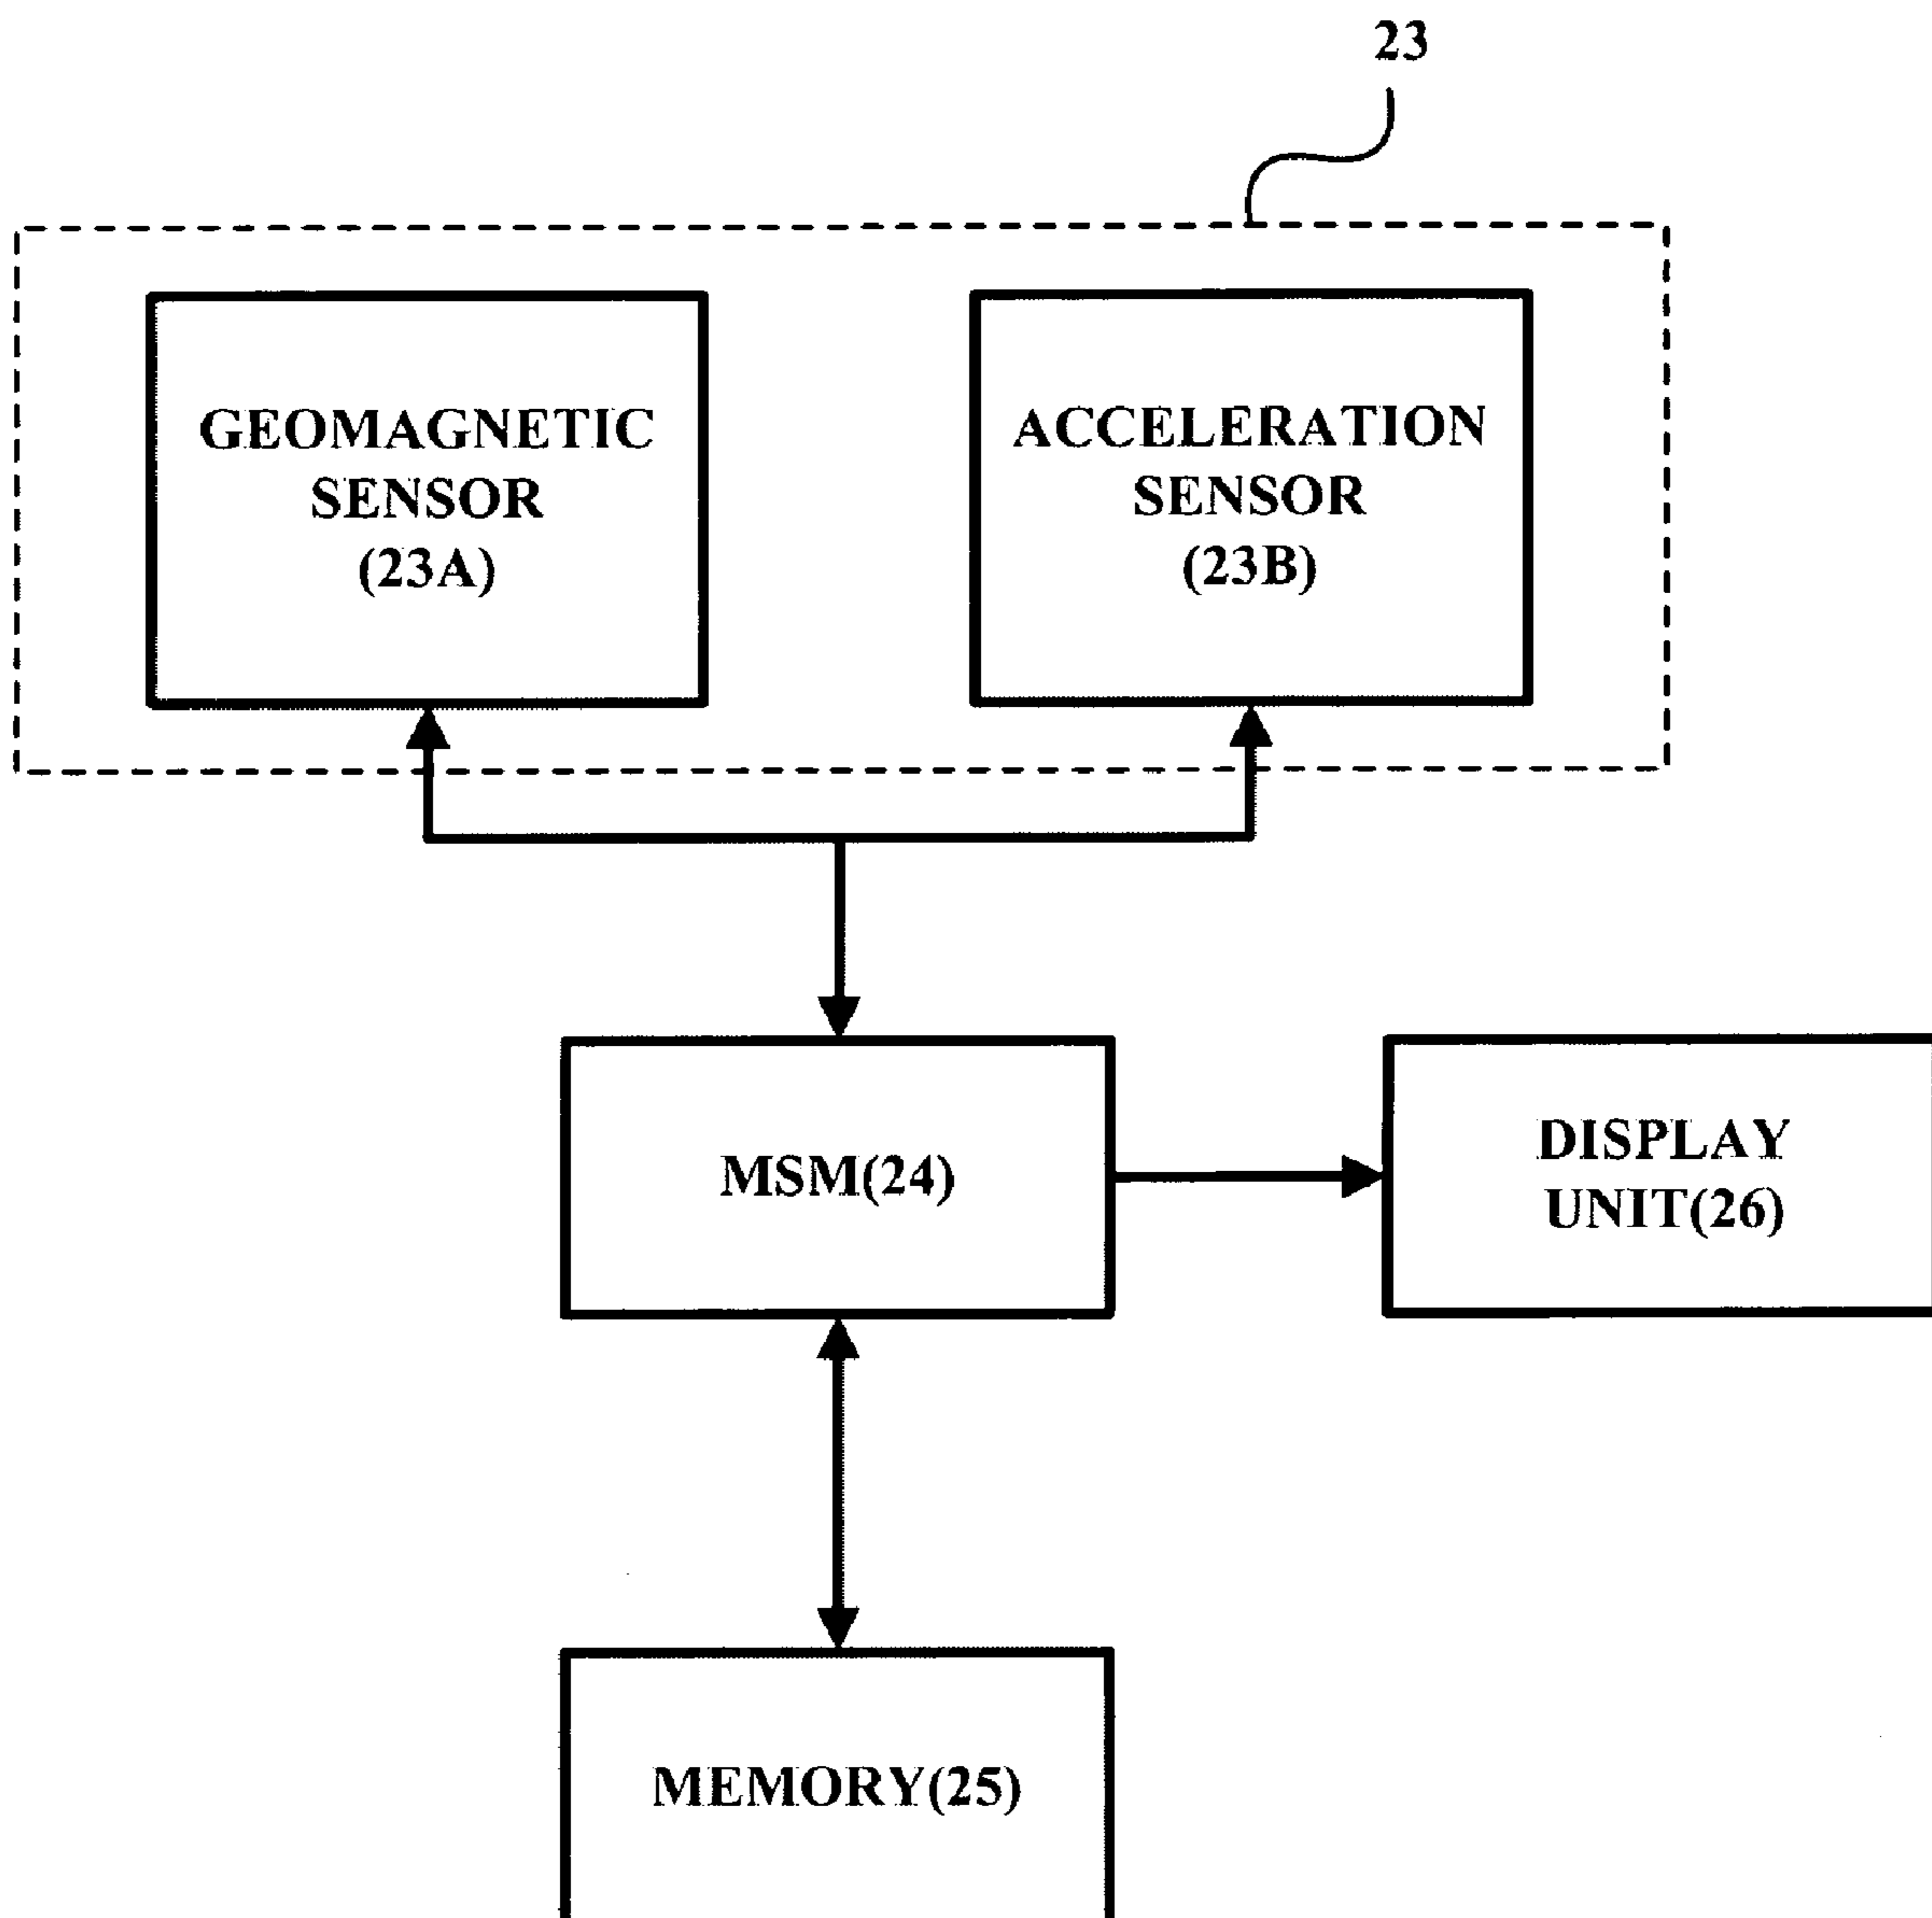 23
GEOMAGNETIC
SENSOR
(23A)
ACCELERATION
SENSOR
(23B)
MSM(24)
DISPLAY
UNIT(26)
MEMORY(25)